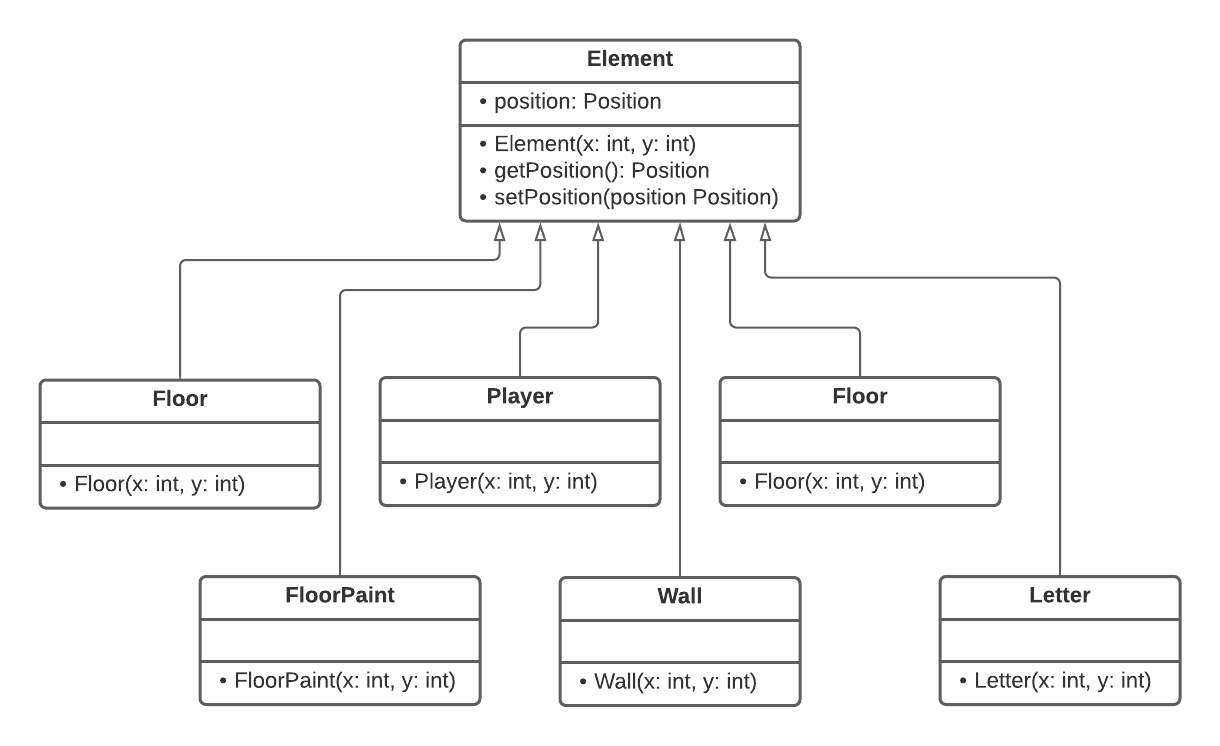 Element
• position: Position
• Element(x: int, y: int)
• getPosition(): Position
• setPosition(position Position)
Floor
• Floor(x: int, y: int)
Player
• Player(x: int, y: int)
Floor
• Floor(x: int, y: int)
FloorPaint
• FloorPaint(x: int, y: int)
Wall
• Wall(x: int, y: int)
Letter
• Letter(x: int, y: int)